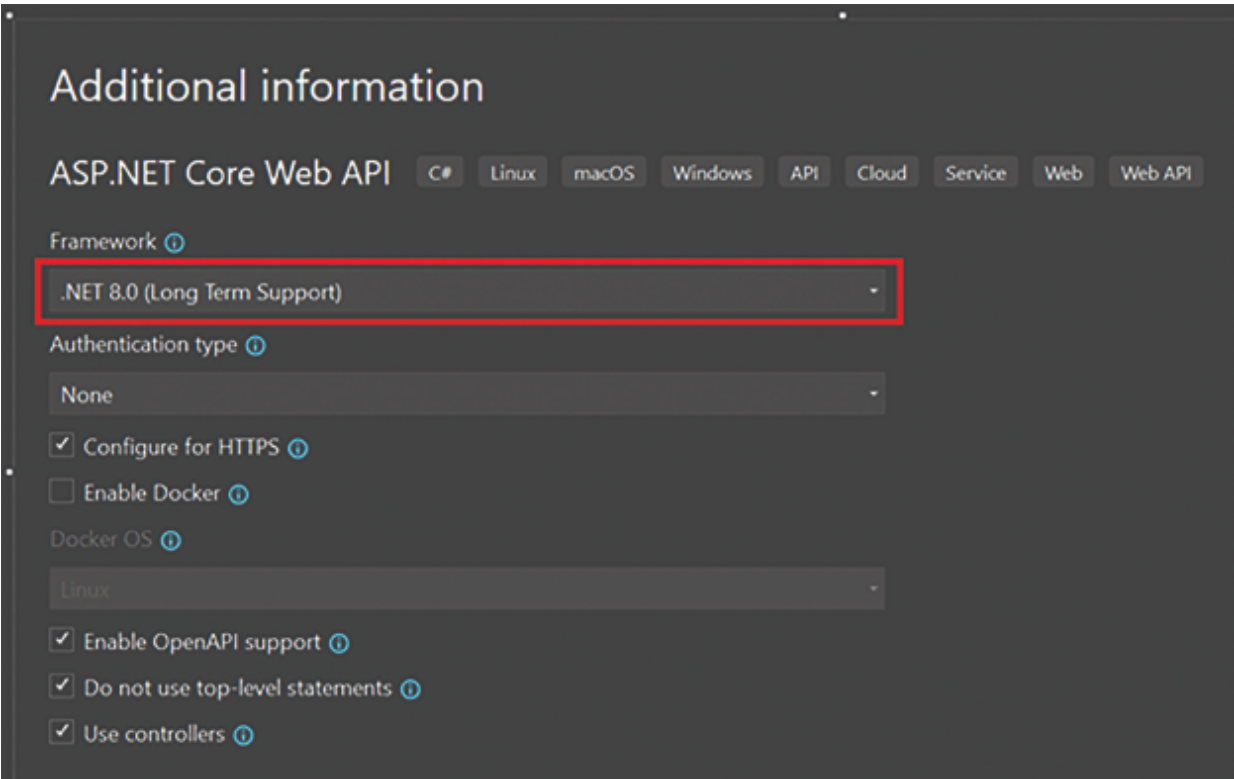 Additional information
ASP.NET Core Web API C# Linux macOS Windows API Cloud Service Web Web API
Framework
.NET 8.0 (Long Term Support)
Authentication type
None
Configure for HTTPS
Enable Docker
Docker OS
Linux
Enable OpenAPI support
Do not use top-level statements
Use controllers